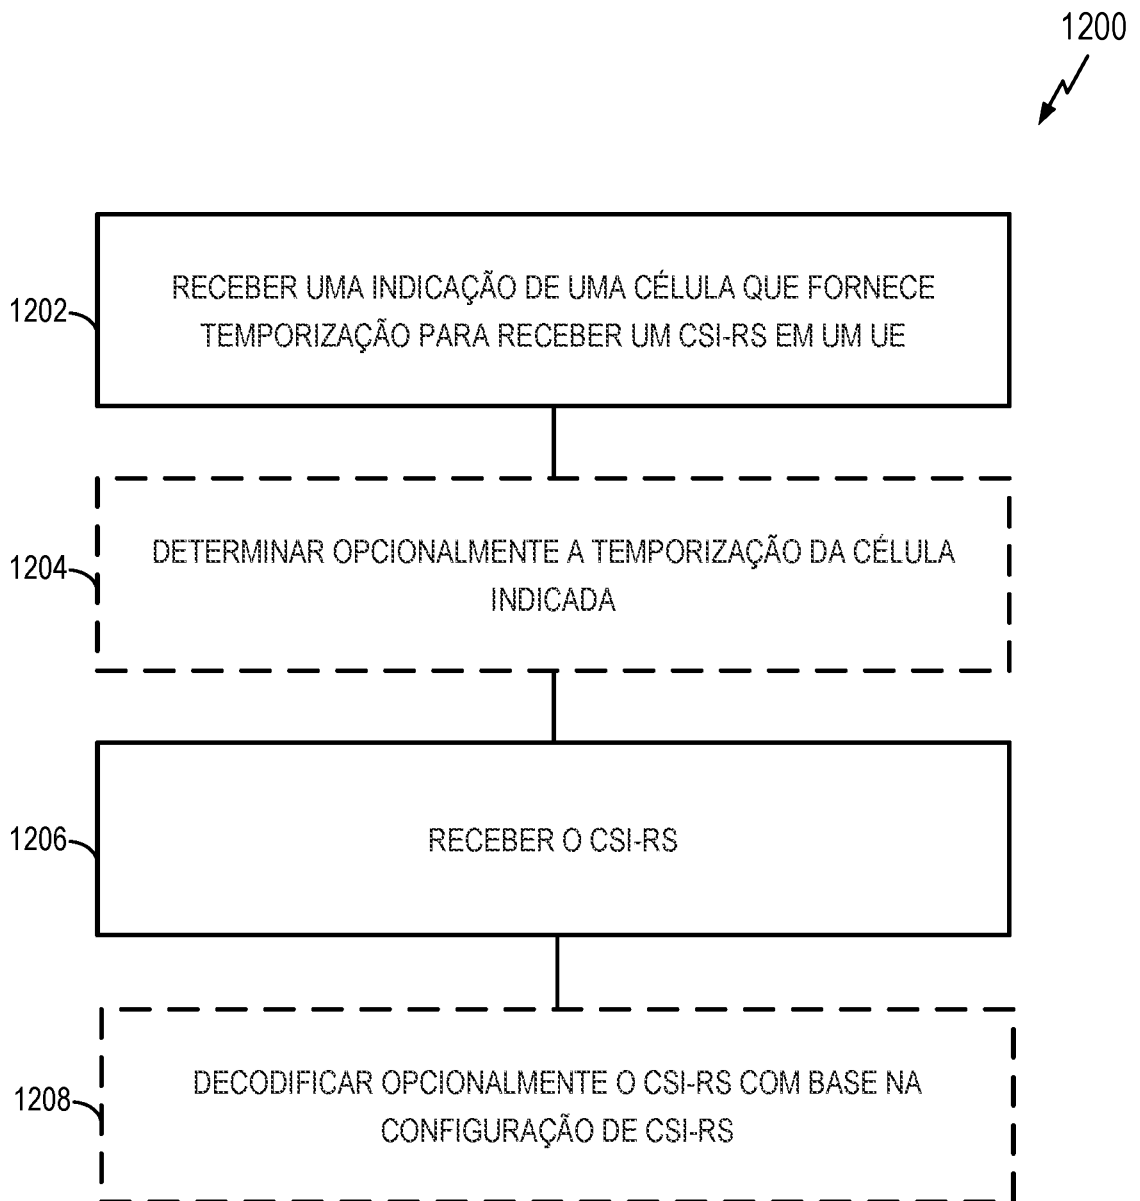 1200
1202
RECEBER UMA INDICAÇÃO DE UMA CÉLULA QUE FORNECE
TEMPORIZAÇÃO PARA RECEBER UM CSI-RS EM UM UE
1204
DETERMINAR OPCIONALMENTE A TEMPORIZAÇÃO DA CÉLULA
INDICADA
1206
RECEBER O CSI-RS
1208
DECODIFICAR OPCIONALMENTE O CSI-RS COM BASE NA
CONFIGURAÇÃO DE CSI-RS